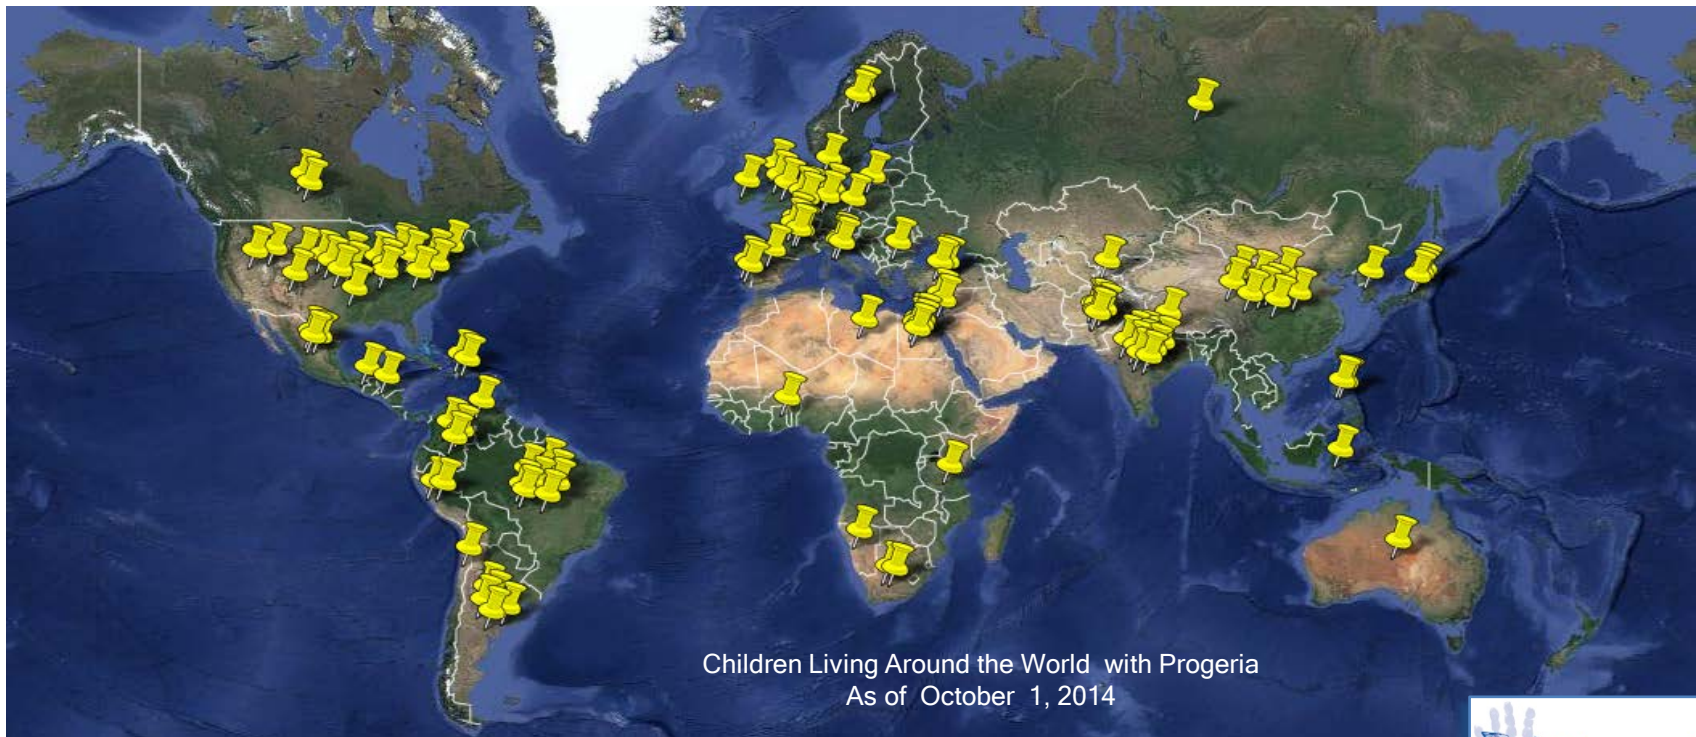 Children Living Around the World with Progeria
As of October 1, 2014